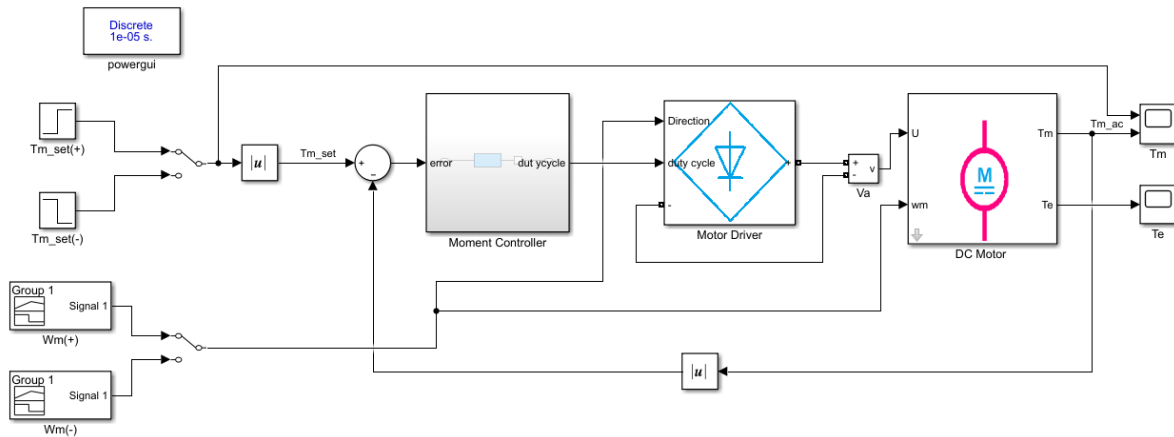 Discrete
1e-05 s.
powergui
Tm_set(+)
Tm_set(-)
|u|
Tm_set
+
-
error
dut ycycle
Moment Controller
Direction
duty cycle
+
-
Motor Driver
+
-
v
Va
U
wm
Tm
Te
M
DC Motor
Tm_ac
Tm
Te
Group 1
Signal 1
Wm(+)
Group 1
Signal 1
Wm(-)
|u|